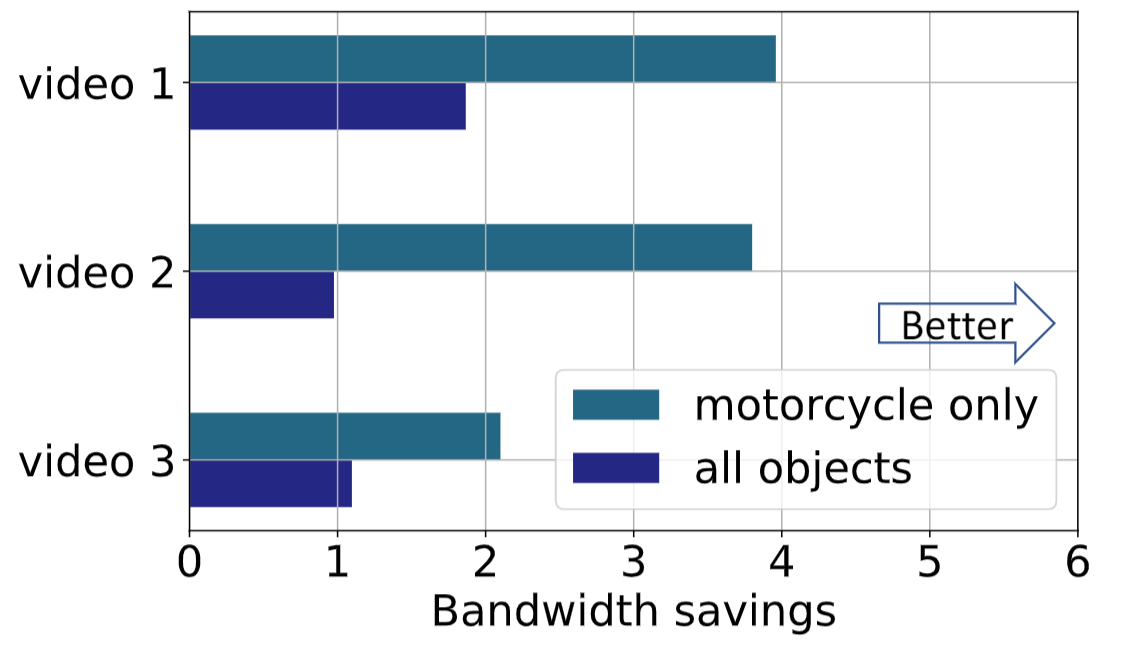 video 1
video 2
Better
motorcycle only
video 3
all objects
0 1 2 3 4 5 6
Bandwidth savings